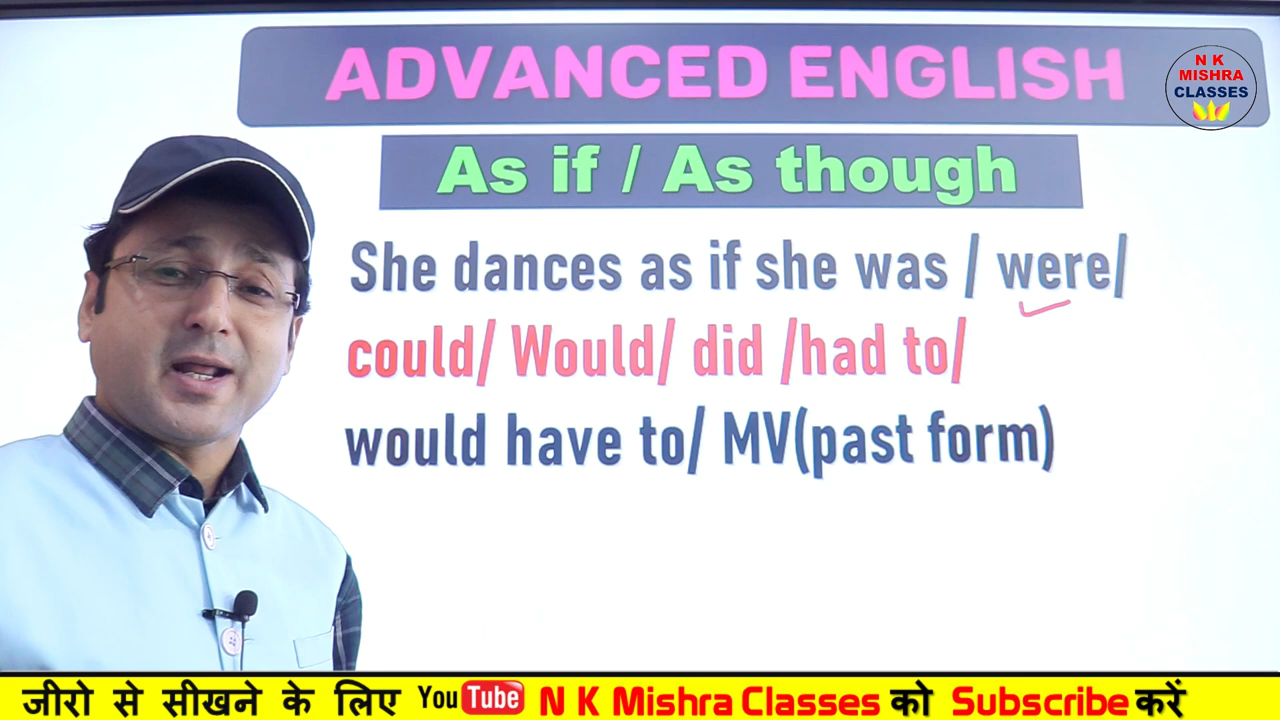 ADVANCED ENGLISH
N K
MISHRA
CLASSES
As if / As though
She dances as if she was / were/
could/ Would/ did /had to/
would have to/ MV(past form)
जीरो से सीखने के लिए YouTube N K Mishra Classes को Subscribe करें